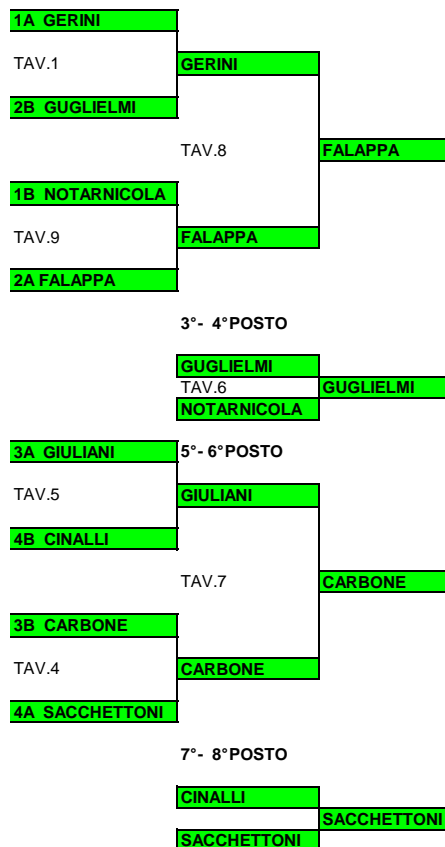 1A GERINI
TAV.1 GERINI
2B GUGLIELMI
TAV.8 FALAPPA
1B NOTARNICOLA
TAV.9 FALAPPA
2A FALAPPA
3°- 4°POSTO
GUGLIELMI
TAV.6 GUGLIELMI
NOTARNICOLA
3A GIULIANI 5°- 6°POSTO
TAV.5 GIULIANI
4B CINALLI
TAV.7 CARBONE
3B CARBONE
TAV.4 CARBONE
4A SACCHETTONI
7°- 8°POSTO
CINALLI
SACCHETTONI
SACCHETTONI